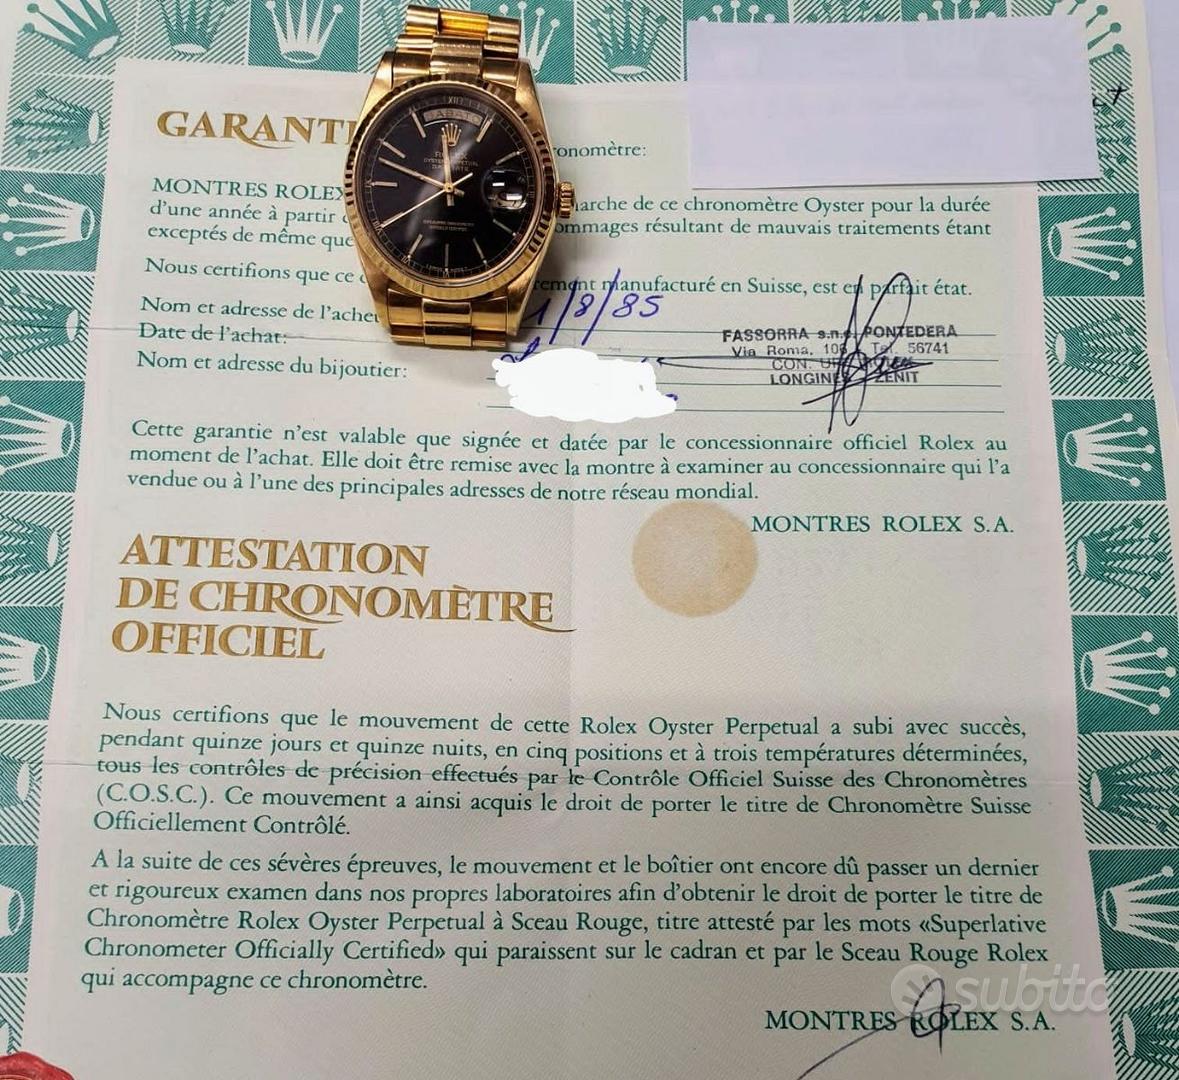 GARANTI
onomètre:
MONTRES ROLEX
arche de ce chronomètre Oyster pour la durée
d'une année à partir
ommages résultant de mauvais traitements étant
exceptés de même que
Nous certifions que ce
rement manufacturé en Suisse, est en parfait état.
Nom et adresse de l'achet
1/8/85
Date de l'achat:
Nom et adresse du bijoutier:
FASSORRA s.n.c. PONTEDERA
Via Roma, 106 Tel. 56741
CON.
LONGINES ZENIT
Cette garantie n'est valable que signée et datée par le concessionnaire officiel Rolex au
moment de l'achat. Elle doit être remise avec la montre à examiner au concessionnaire qui l'a
vendue ou à l'une des principales adresses de notre réseau mondial.
MONTRES ROLEX S.A.
ATTESTATION
DE CHRONOMÈTRE
OFFICIEL
Nous certifions que le mouvement de cette Rolex Oyster Perpetual a subi avec succès,
pendant quinze jours et quinze nuits, en cinq positions et à trois températures déterminées,
tous les contrôles de précision effectués par le Contrôle Officiel Suisse des Chronomètres
(C.O.S.C.). Ce mouvement a ainsi acquis le droit de porter le titre de Chronomètre Suisse
Officiellement Contrôlé.
A la suite de ces sévères épreuves, le mouvement et le boîtier ont encore dû passer un dernier
et rigoureux examen dans nos propres laboratoires afin d'obtenir le droit de porter le titre de
Chronomètre Rolex Oyster Perpetual à Sceau Rouge, titre attesté par les mots «Superlative
Chronometer Officially Certified» qui paraissent sur le cadran et par le Sceau Rouge Rolex
qui accompagne ce chronomètre.
MONTRES ROLEX S.A.
subito
ROLEX
OYSTER PERPETUAL